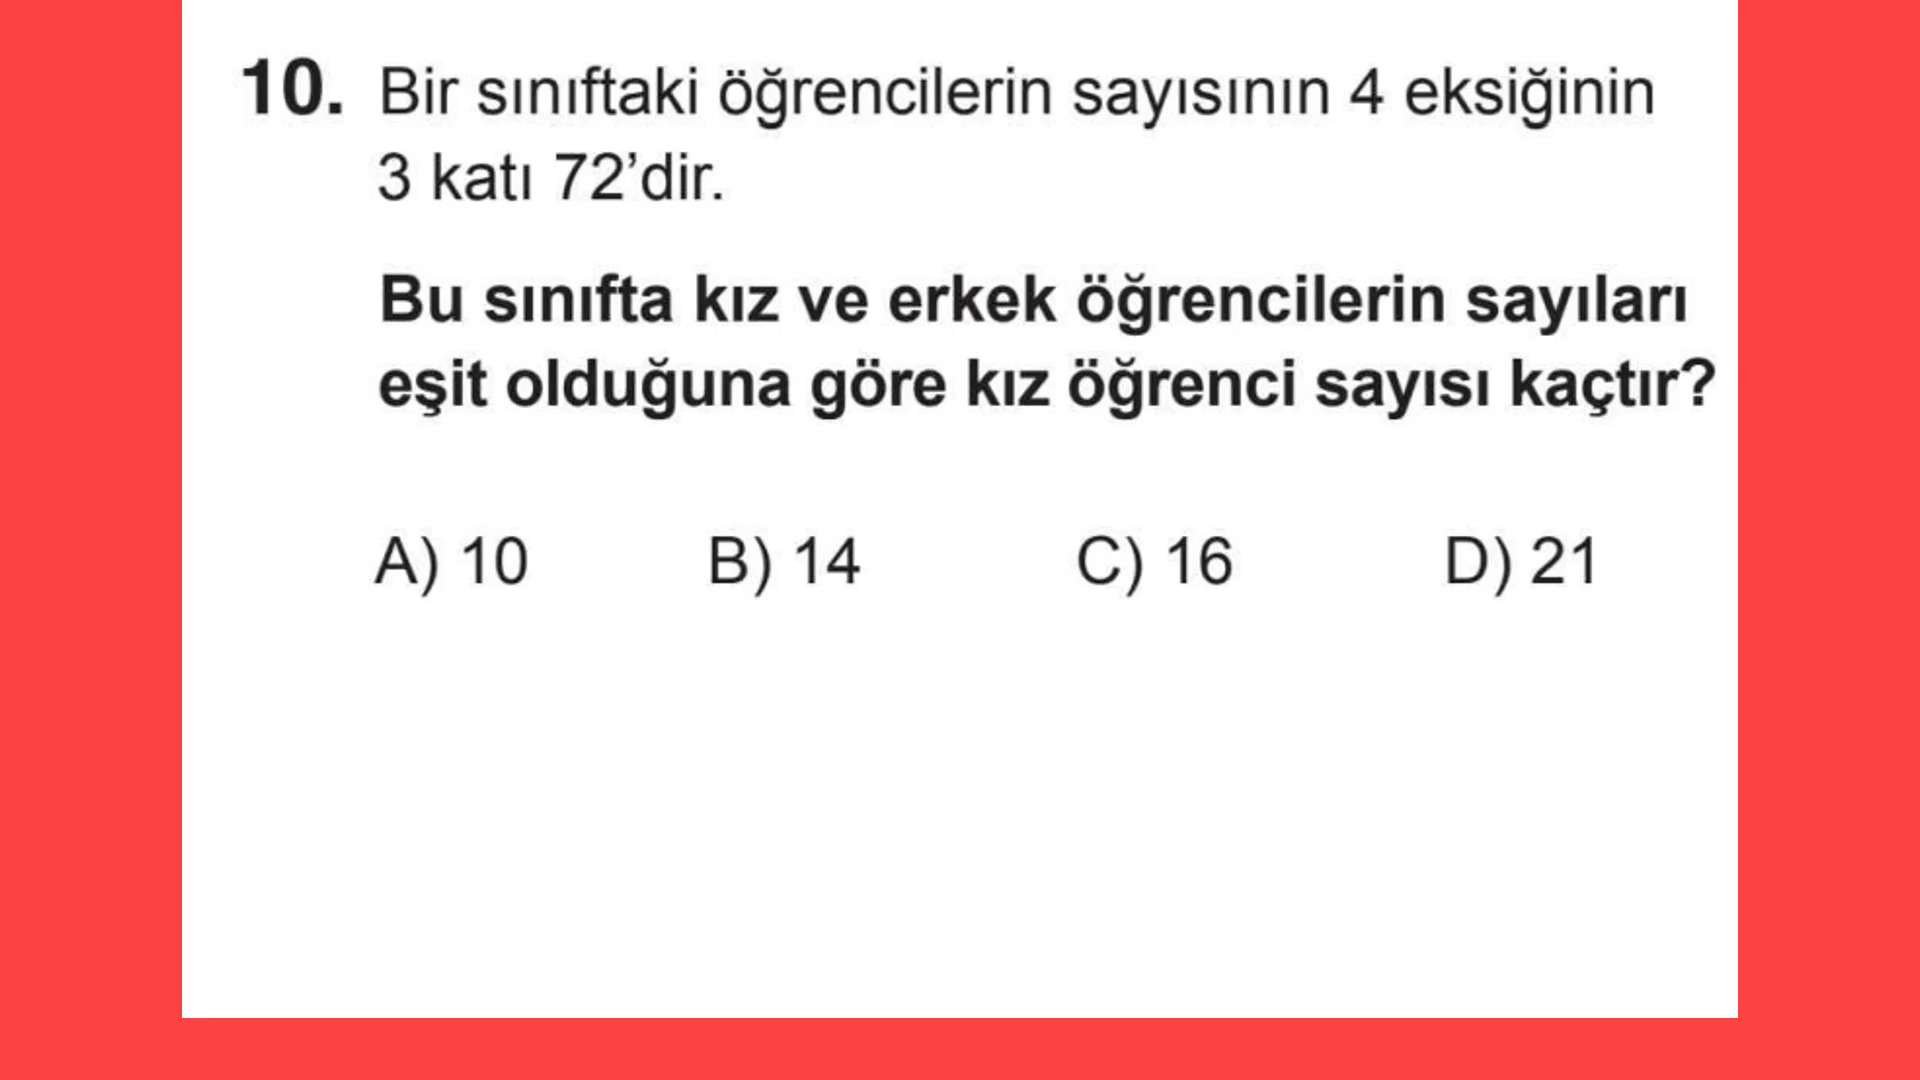 10. Bir sınıftaki öğrencilerin sayısının 4 eksiğinin
3 katı 72’dir.
Bu sınıfta kız ve erkek öğrencilerin sayıları
eşit olduğuna göre kız öğrenci sayısı kaçtır?
A) 10 B) 14 C) 16 D) 21